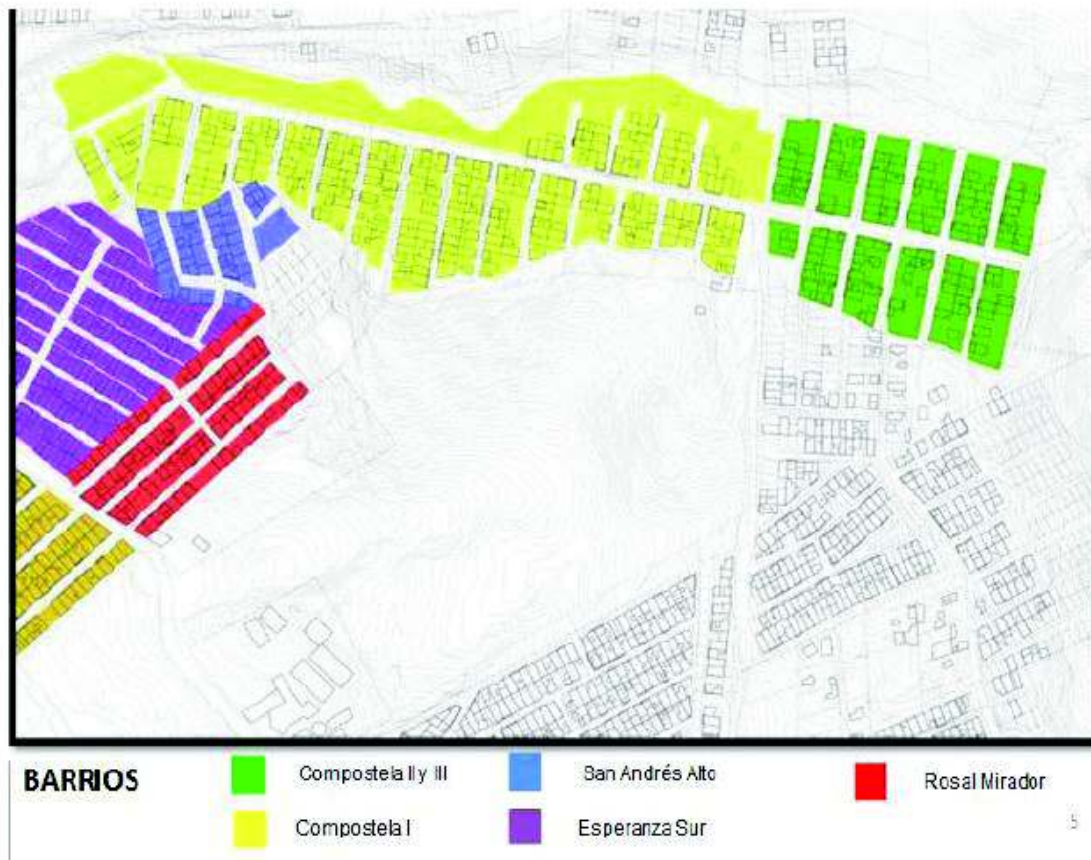 BARRIOS
Compostela II y III
San Andrés Alto
Rosal Mirador
Compostela I
Esperanza Sur
5